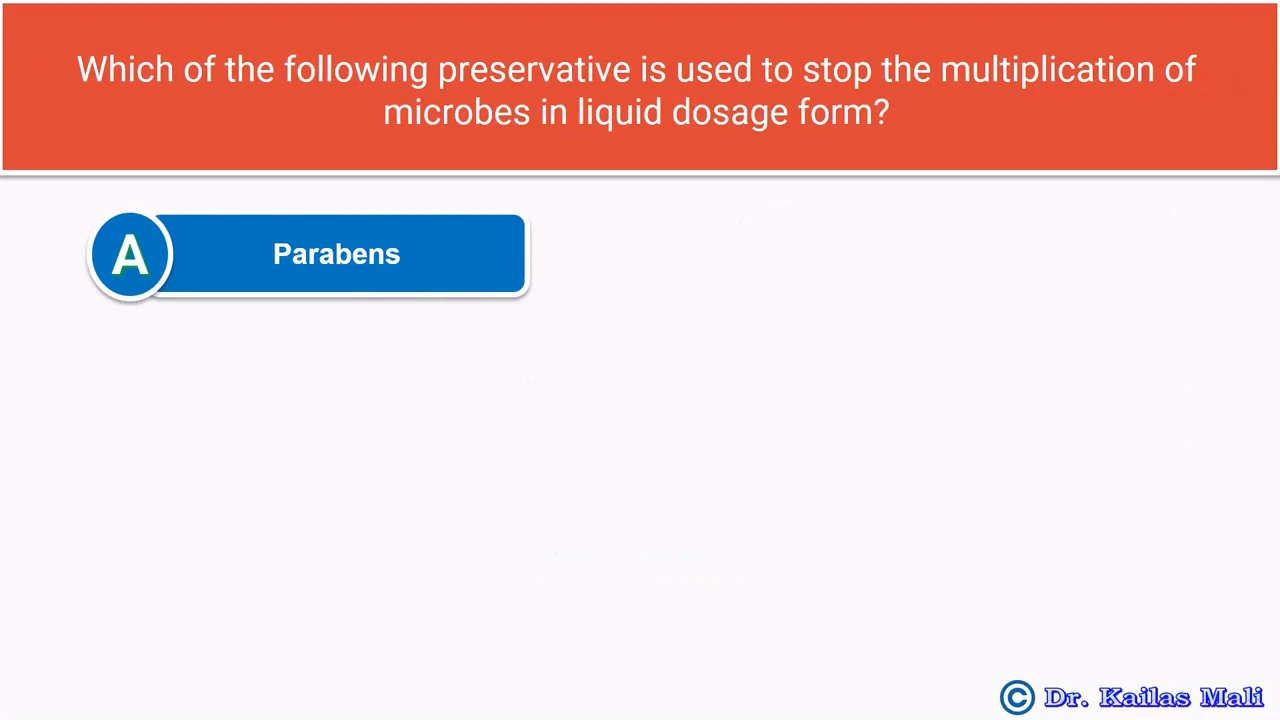 Which of the following preservative is used to stop the multiplication of
microbes in liquid dosage form?
A
Parabens
© Dr. Kailas Mali